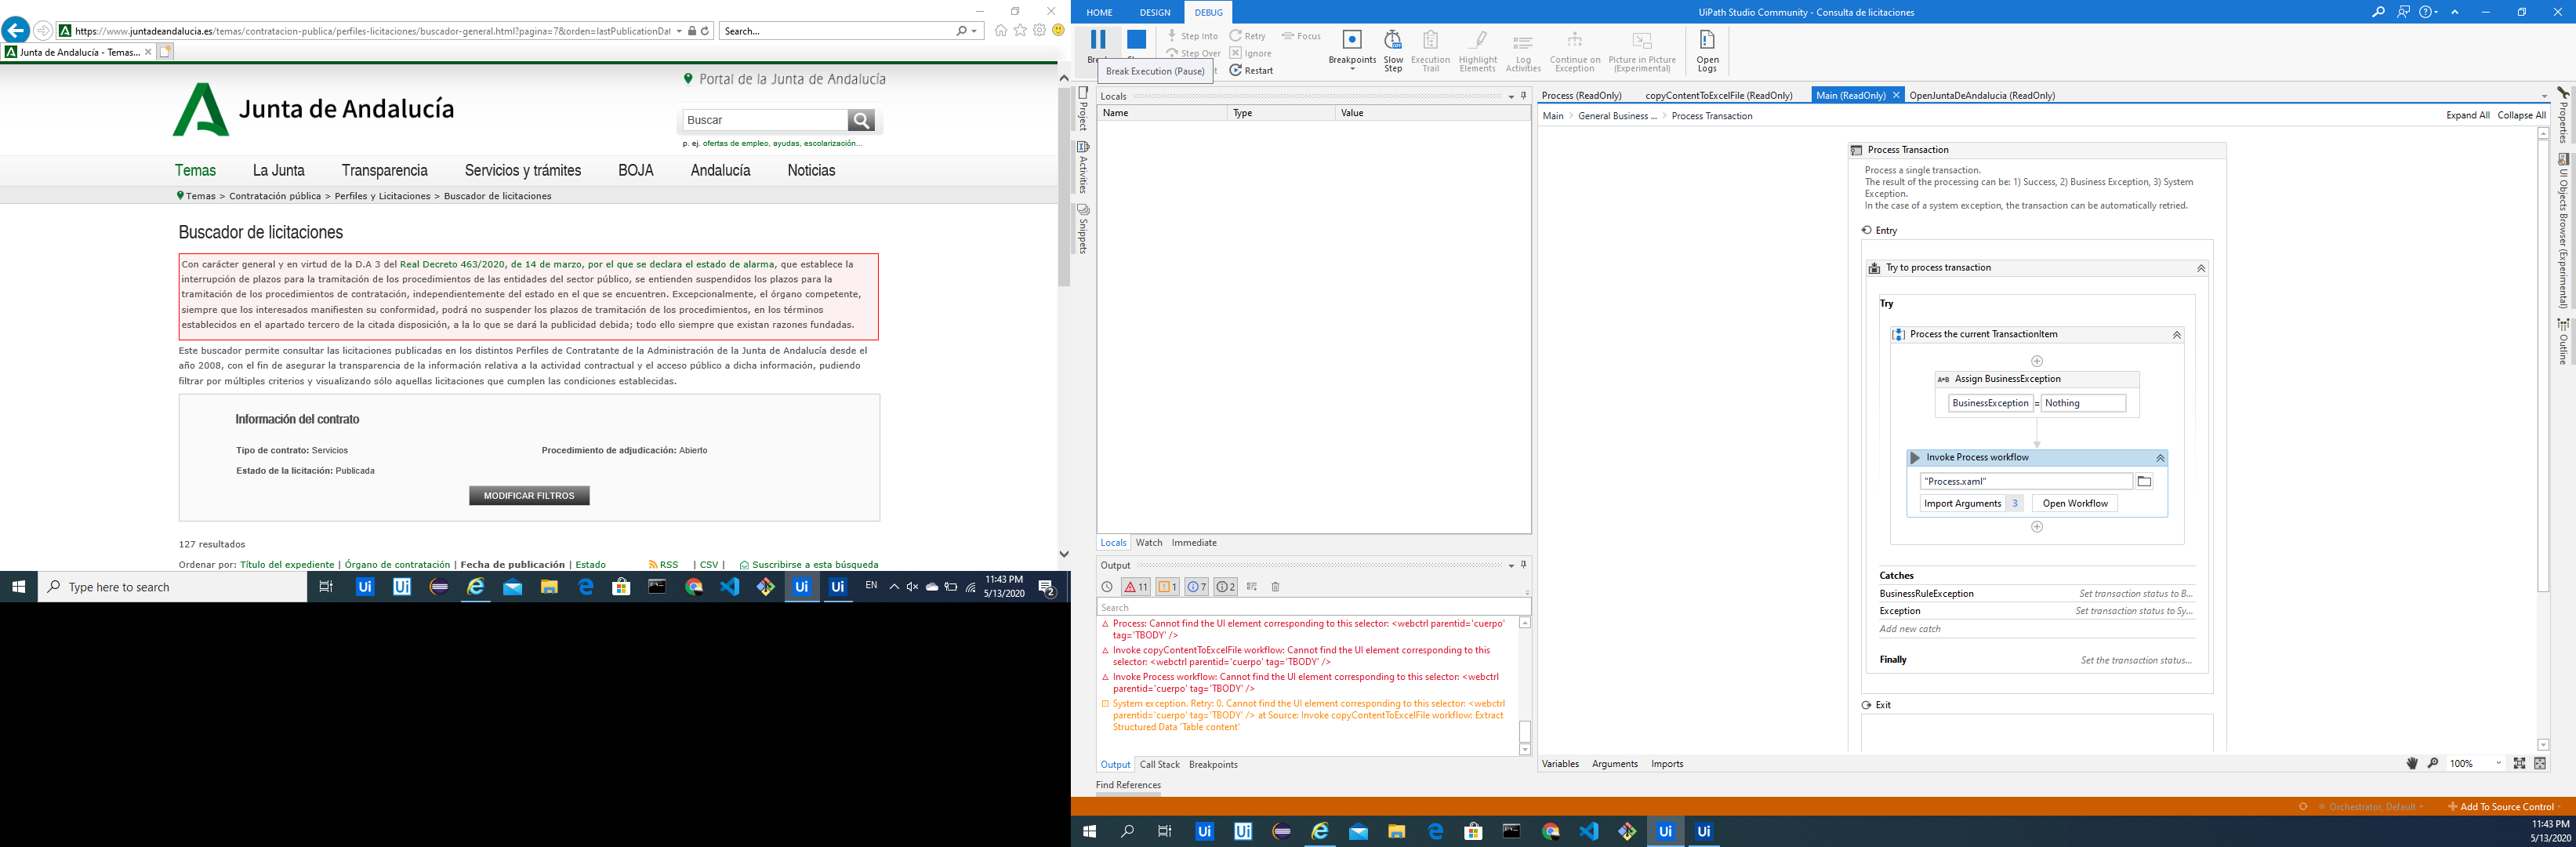 https://www.juntadeandalucia.es/temas/contratacion-publica/perfiles-licitaciones/buscador-general.html?pagina=7&orden=lastPublicationDat
Search...
Junta de Andalucía - Temas...
Portal de la Junta de Andalucía
Junta de Andalucía
Buscar
p. ej. ofertas de empleo, ayudas, escolarización...
Temas La Junta Transparencia Servicios y trámites BOJA Andalucía Noticias
Temas > Contratación pública > Perfiles y Licitaciones > Buscador de licitaciones
Buscador de licitaciones
Con carácter general y en virtud de la D.A 3 del Real Decreto 463/2020, de 14 de marzo, por el que se declara el estado de alarma, que establece la
interrupción de plazos para la tramitación de los procedimientos de las entidades del sector público, se entienden suspendidos los plazos para la
tramitación de los procedimientos de contratación, independientemente del estado en el que se encuentren. Excepcionalmente, el órgano competente,
siempre que los interesados manifiesten su conformidad, podrá no suspender los plazos de tramitación de los procedimientos, en los términos
establecidos en el apartado tercero de la citada disposición, a la lo que se dará la publicidad debida; todo ello siempre que existan razones fundadas.
Este buscador permite consultar las licitaciones publicadas en los distintos Perfiles de Contratante de la Administración de la Junta de Andalucía desde el
año 2008, con el fin de asegurar la transparencia de la información relativa a la actividad contractual y el acceso público a dicha información, pudiendo
filtrar por múltiples criterios y visualizando sólo aquellas licitaciones que cumplen las condiciones establecidas.
Información del contrato
Tipo de contrato: Servicios Procedimiento de adjudicación: Abierto
Estado de la licitación: Publicada
MODIFICAR FILTROS
127 resultados
Ordenar por: Título del expediente | Órgano de contratación | Fecha de publicación | Estado RSS | CSV | Suscribirse a esta búsqueda
Type here to search
Ui Ui Ui Ui
EN
11:43 PM
5/13/2020
2
HOME DESIGN DEBUG
UiPath Studio Community - Consulta de licitaciones
Step Into Retry Focus
Step Over Ignore
Restart
Break Execution (Pause)
Breakpoints
Slow
Step
Execution
Trail
Highlight
Elements
Log
Activities
Continue on
Exception
Picture in Picture
(Experimental)
Open
Logs
Project
Activities
Snippets
Locals
Name Type Value
Locals Watch Immediate
Output
11 1 7 2
Search
Process: Cannot find the UI element corresponding to this selector: <webctrl parentid='cuerpo'
tag='TBODY' />
Invoke copyContentToExcelFile workflow: Cannot find the UI element corresponding to this
selector: <webctrl parentid='cuerpo' tag='TBODY' />
Invoke Process workflow: Cannot find the UI element corresponding to this selector: <webctrl
parentid='cuerpo' tag='TBODY' />
System exception. Retry: 0. Cannot find the UI element corresponding to this selector: <webctrl
parentid='cuerpo' tag='TBODY' /> at Source: Invoke copyContentToExcelFile workflow: Extract
Structured Data 'Table content'
Output Call Stack Breakpoints
Find References
Process (ReadOnly) copyContentToExcelFile (ReadOnly) Main (ReadOnly) OpenJuntaDeAndalucia (ReadOnly)
Main > General Business ... > Process Transaction
Expand All Collapse All
Process Transaction
Process a single transaction.
The result of the processing can be: 1) Success, 2) Business Exception, 3) System
Exception.
In the case of a system exception, the transaction can be automatically retried.
Entry
Try to process transaction
Try
Process the current TransactionItem
A+B Assign BusinessException
BusinessException = Nothing
Invoke Process workflow
"Process.xaml"
Import Arguments 3 Open Workflow
Catches
BusinessRuleException Set transaction status to B...
Exception Set transaction status to Sy...
Add new catch
Finally Set the transaction status...
Exit
Variables Arguments Imports
100%
Properties
UI Objects Browser (Experimental)
Outline
Orchestrator, Default
Add To Source Control
Ui Ui Ui Ui
11:43 PM
5/13/2020